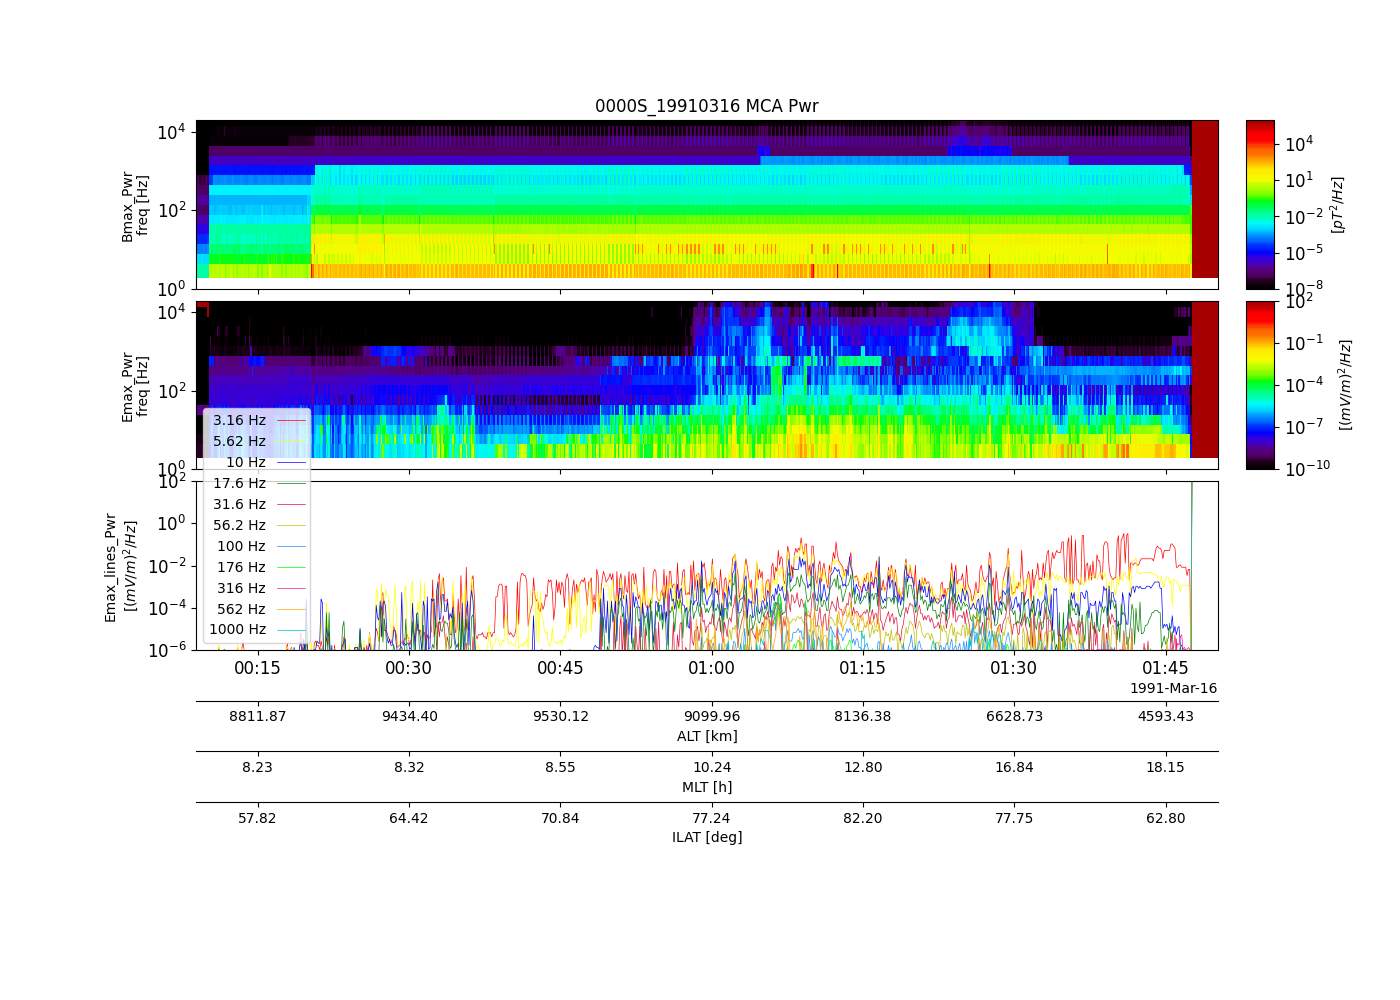 0000S_19910316 MCA Pwr
10^4
10^2
10^0
Bmax_Pwr
freq [Hz]
10^4
10^1
10^-2
10^-5
10^-8
[pT^2/Hz]
10^4
10^2
10^0
Emax_Pwr
freq [Hz]
10^2
10^-1
10^-4
10^-7
10^-10
[(mV/m)^2/Hz]
3.16 Hz
5.62 Hz
10 Hz
17.6 Hz
31.6 Hz
56.2 Hz
100 Hz
176 Hz
316 Hz
562 Hz
1000 Hz
10^2
10^0
10^-2
10^-4
10^-6
Emax_lines_Pwr
[(mV/m)^2/Hz]
00:15 00:30 00:45 01:00 01:15 01:30 01:45
1991-Mar-16
8811.87 9434.40 9530.12 9099.96 8136.38 6628.73 4593.43
ALT [km]
8.23 8.32 8.55 10.24 12.80 16.84 18.15
MLT [h]
57.82 64.42 70.84 77.24 82.20 77.75 62.80
ILAT [deg]